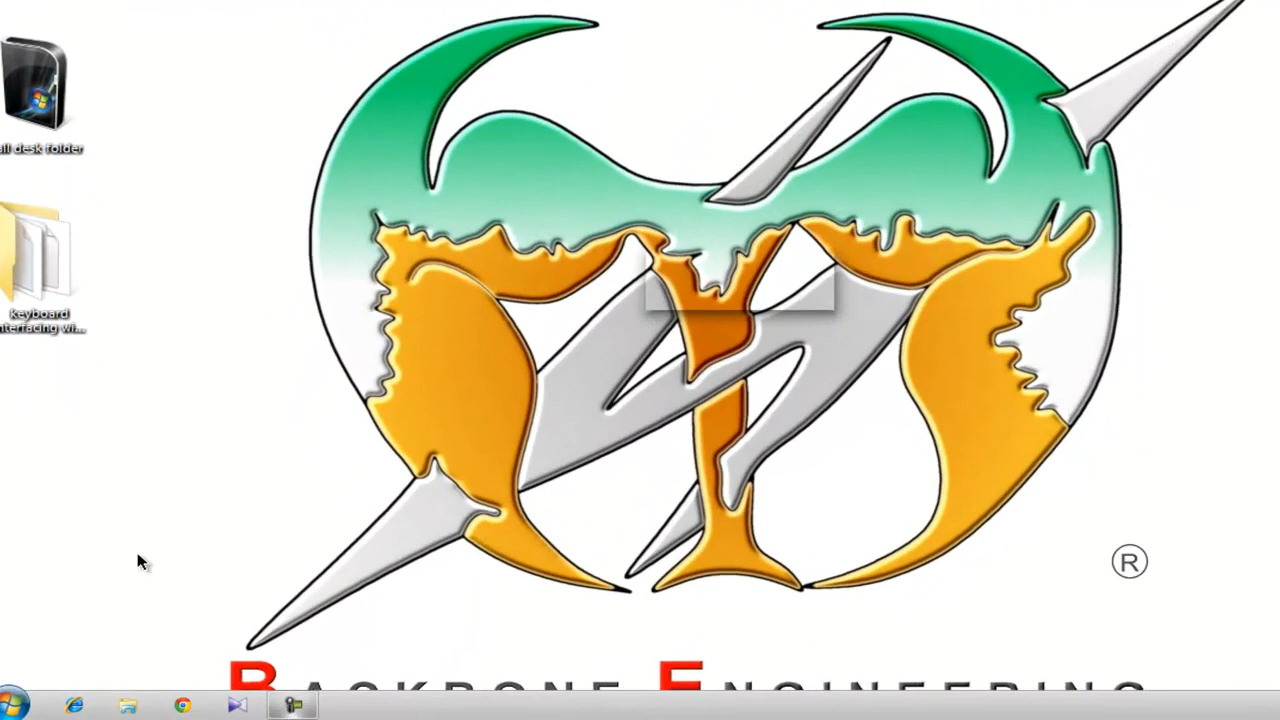 all desk folder
keyboard
nterfacing wi...
®
BACKBONE ENGINEERING